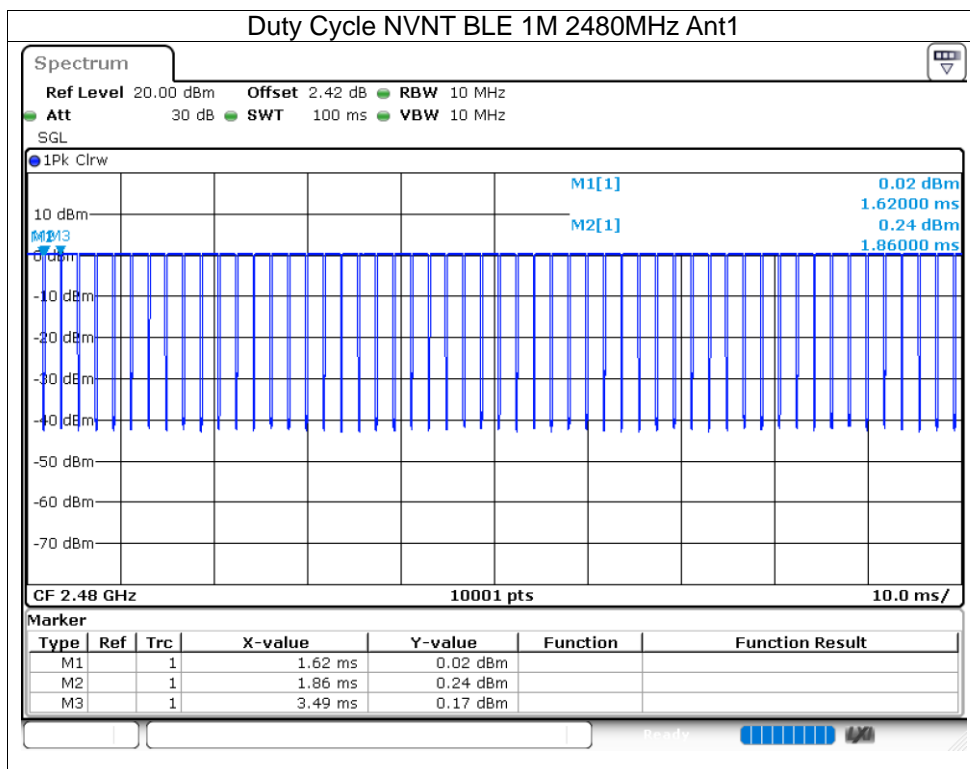 Duty Cycle NVNT BLE 1M 2480MHz Ant1
Spectrum
Ref Level 20.00 dBm Offset 2.42 dB RBW 10 MHz
Att 30 dB SWT 100 ms VBW 10 MHz
SGL
1Pk Clrw
M1[1] 0.02 dBm
1.62000 ms
10 dBm
M2[1] 0.24 dBm
1.86000 ms
M3
0 dBm
-10 dBm
-20 dBm
-30 dBm
-40 dBm
-50 dBm
-60 dBm
-70 dBm
CF 2.48 GHz 10001 pts 10.0 ms/
Marker
Type Ref Trc X-value Y-value Function Function Result
M1 1 1.62 ms 0.02 dBm
M2 1 1.86 ms 0.24 dBm
M3 1 3.49 ms 0.17 dBm
Ready